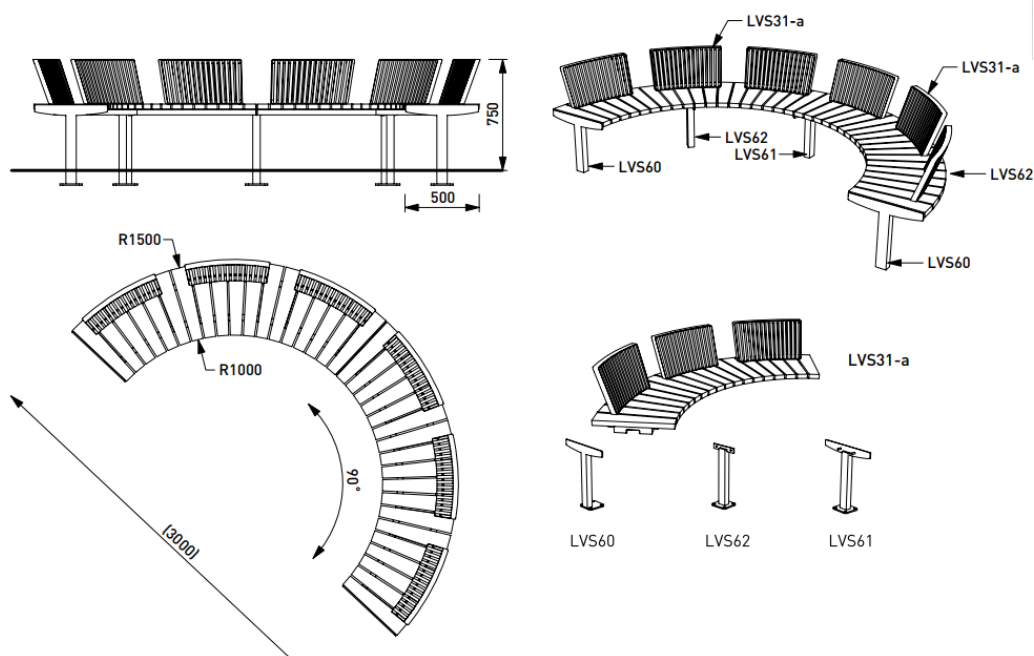 750
500
LVS31-a
LVS31-a
LVS62
LVS61
LVS60
LVS62
LVS60
R1500
R1000
90°
(3000)
LVS31-a
LVS60
LVS62
LVS61